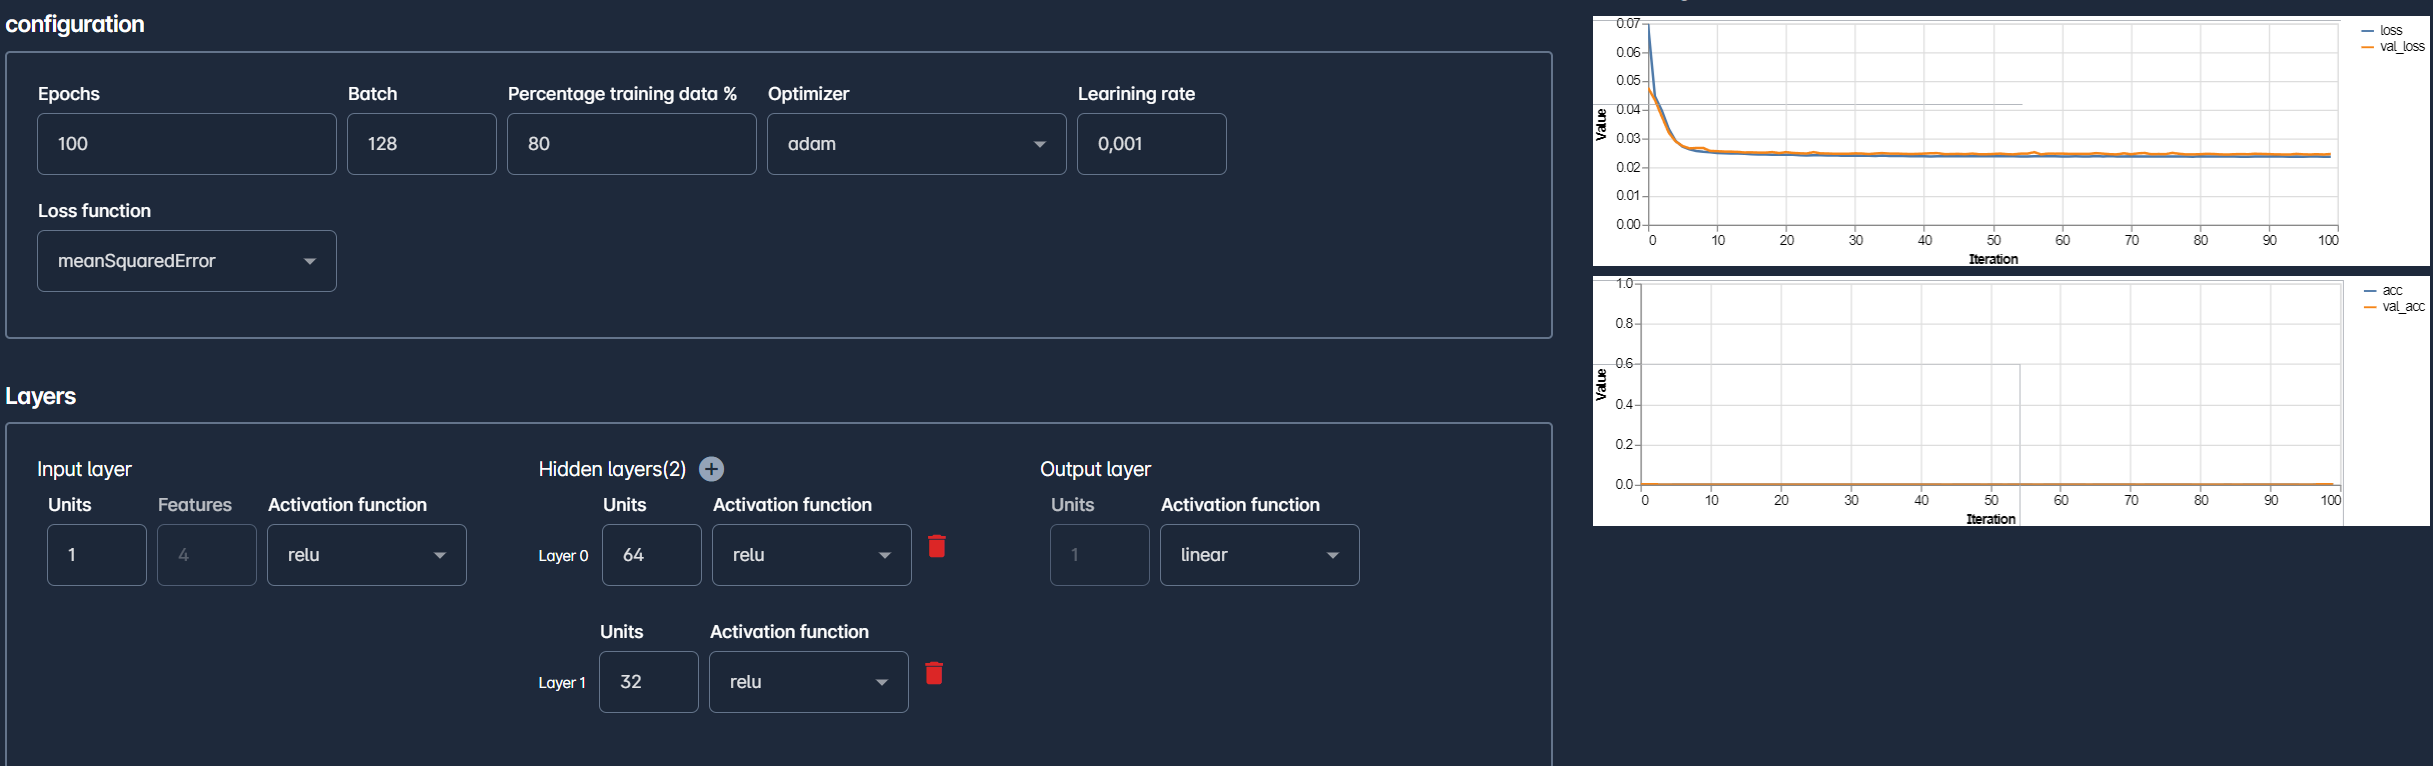 configuration
Epochs
Batch
Percentage training data %
Optimizer
Learining rate
100
128
80
adam
0,001
Loss function
meanSquaredError
Layers
Input layer
Units
Features
Activation function
1
4
relu
Hidden layers(2)
Units
Activation function
Layer 0
64
relu
Units
Activation function
Layer 1
32
relu
Output layer
Units
Activation function
1
linear
0.07
0.06
0.05
0.04
0.03
0.02
0.01
0.00
Value
0 10 20 30 40 50 60 70 80 90 100
Iteration
loss
val_loss
1.0
0.8
0.6
0.4
0.2
0.0
Value
0 10 20 30 40 50 60 70 80 90 100
Iteration
acc
val_acc